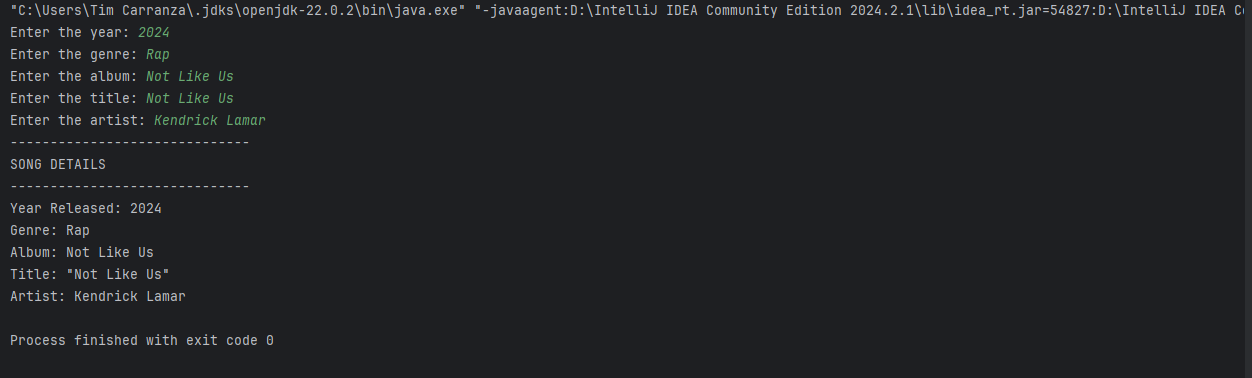 "C:\Users\Tim Carranza\.jdks\openjdk-22.0.2\bin\java.exe" "-javaagent:D:\IntelliJ IDEA Community Edition 2024.2.1\lib\idea_rt.jar=54827:D:\IntelliJ IDEA
Enter the year: 2024
Enter the genre: Rap
Enter the album: Not Like Us
Enter the title: Not Like Us
Enter the artist: Kendrick Lamar
------------------------------
SONG DETAILS
------------------------------
Year Released: 2024
Genre: Rap
Album: Not Like Us
Title: "Not Like Us"
Artist: Kendrick Lamar
Process finished with exit code 0